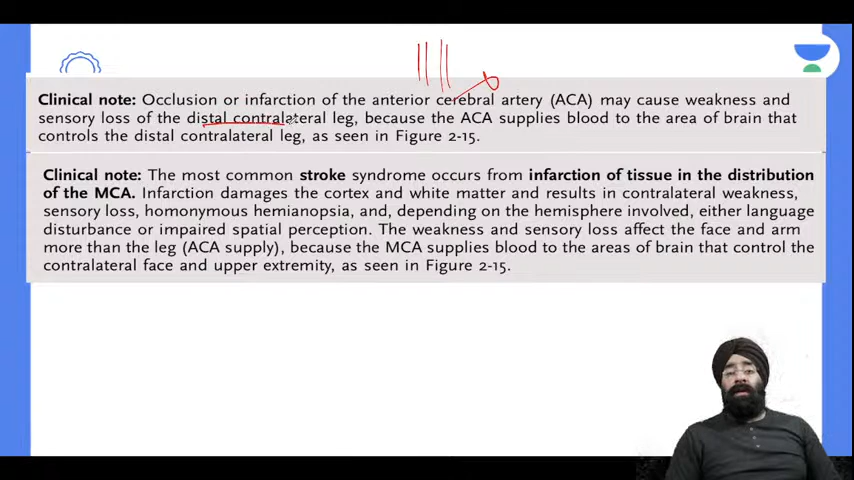 Clinical note: Occlusion or infarction of the anterior cerebral artery (ACA) may cause weakness and
sensory loss of the distal contralateral leg, because the ACA supplies blood to the area of brain that
controls the distal contralateral leg, as seen in Figure 2-15.
Clinical note: The most common stroke syndrome occurs from infarction of tissue in the distribution
of the MCA. Infarction damages the cortex and white matter and results in contralateral weakness,
sensory loss, homonymous hemianopsia, and, depending on the hemisphere involved, either language
disturbance or impaired spatial perception. The weakness and sensory loss affect the face and arm
more than the leg (ACA supply), because the MCA supplies blood to the areas of brain that control the
contralateral face and upper extremity, as seen in Figure 2-15.